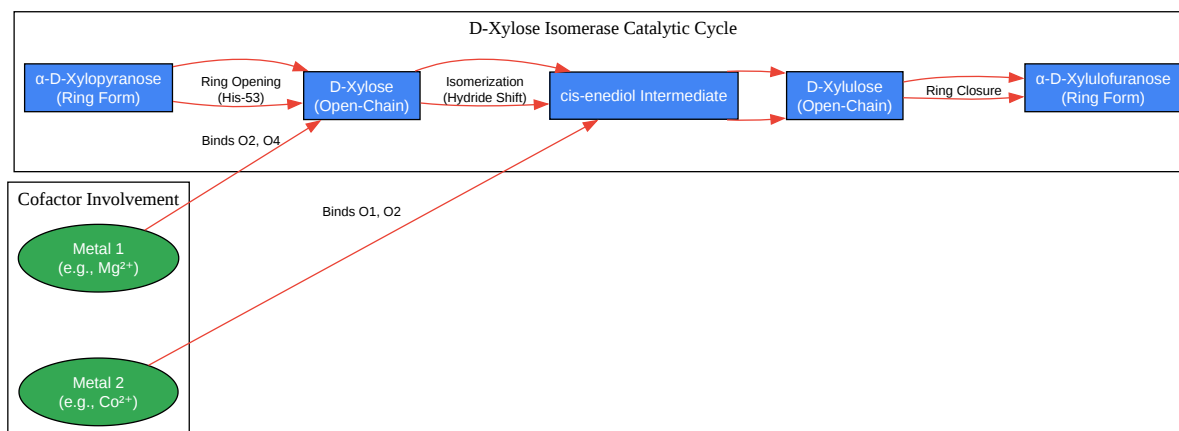 D-Xylose Isomerase Catalytic Cycle
α-D-Xylopyranose
(Ring Form)
Ring Opening
(His-53)
D-Xylose
(Open-Chain)
Isomerization
(Hydride Shift)
cis-enediol Intermediate
D-Xylulose
(Open-Chain)
Ring Closure
α-D-Xylulofuranose
(Ring Form)
Binds O2, O4
Cofactor Involvement
Binds O1, O2
Metal 1
(e.g., Mg²⁺)
Metal 2
(e.g., Co²⁺)